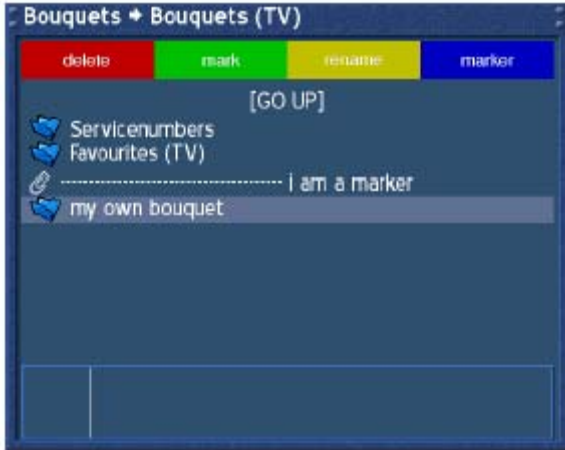 Bouquets → Bouquets (TV)
delete mark rename marker
[GO UP]
Servicenumbers
Favourites (TV)
------------------------------------ i am a marker
my own bouquet